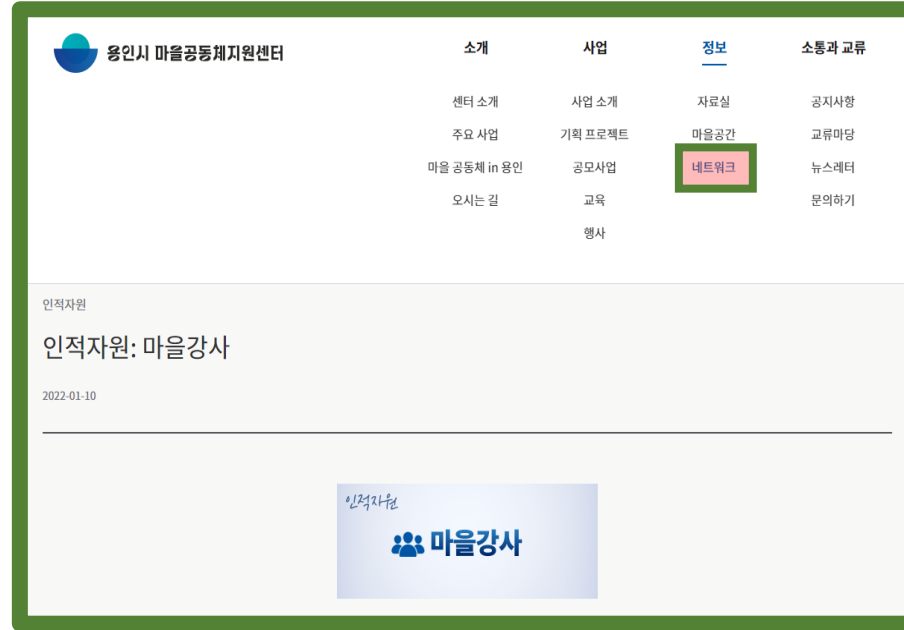 용인시 마을공동체지원센터
소개 사업 정보 소통과 교류
센터 소개 사업 소개 자료실 공지사항
주요 사업 기획 프로젝트 마을공간 교류마당
마을 공동체 in 용인 공모사업 네트워크 뉴스레터
오시는 길 교육 문의하기
행사
인적자원
인적자원: 마을강사
2022-01-10
인적자원
마을강사